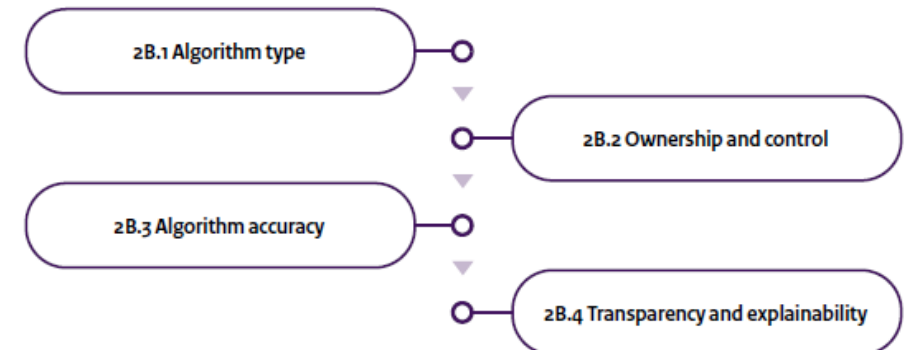 2B.1 Algorithm type
2B.2 Ownership and control
2B.3 Algorithm accuracy
2B.4 Transparency and explainability